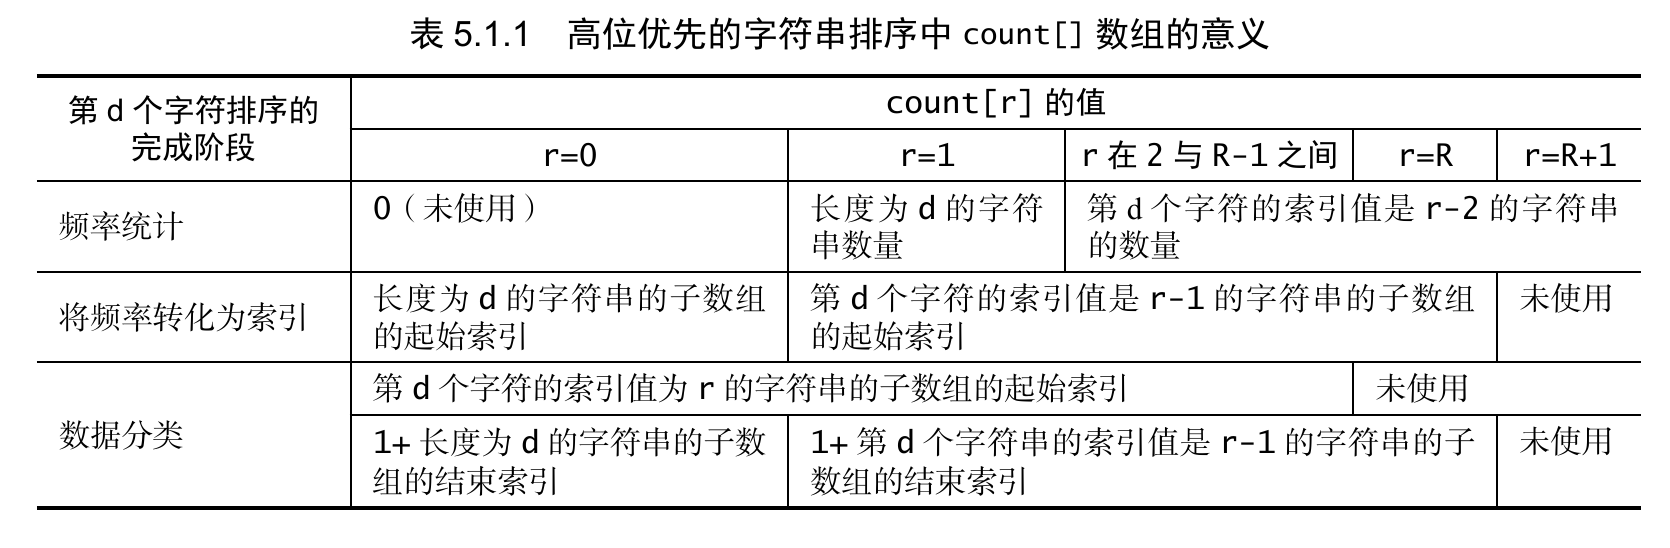 表 5.1.1 高位优先的字符串排序中 count[] 数组的意义
第 d 个字符排序的
完成阶段
count[r] 的值
r=0
r=1
r 在 2 与 R-1 之间
r=R
r=R+1
频率统计
0（未使用）
长度为 d 的字符
串数量
第 d 个字符的索引值是 r-2 的字符串
的数量
将频率转化为索引
长度为 d 的字符串的子数组
的起始索引
第 d 个字符的索引值是 r-1 的字符串的子数组
的起始索引
未使用
数据分类
第 d 个字符的索引值为 r 的字符串的子数组的起始索引
未使用
1+ 长度为 d 的字符串的子数
组的结束索引
1+ 第 d 个字符串的索引值是 r-1 的字符串的子
数组的结束索引
未使用